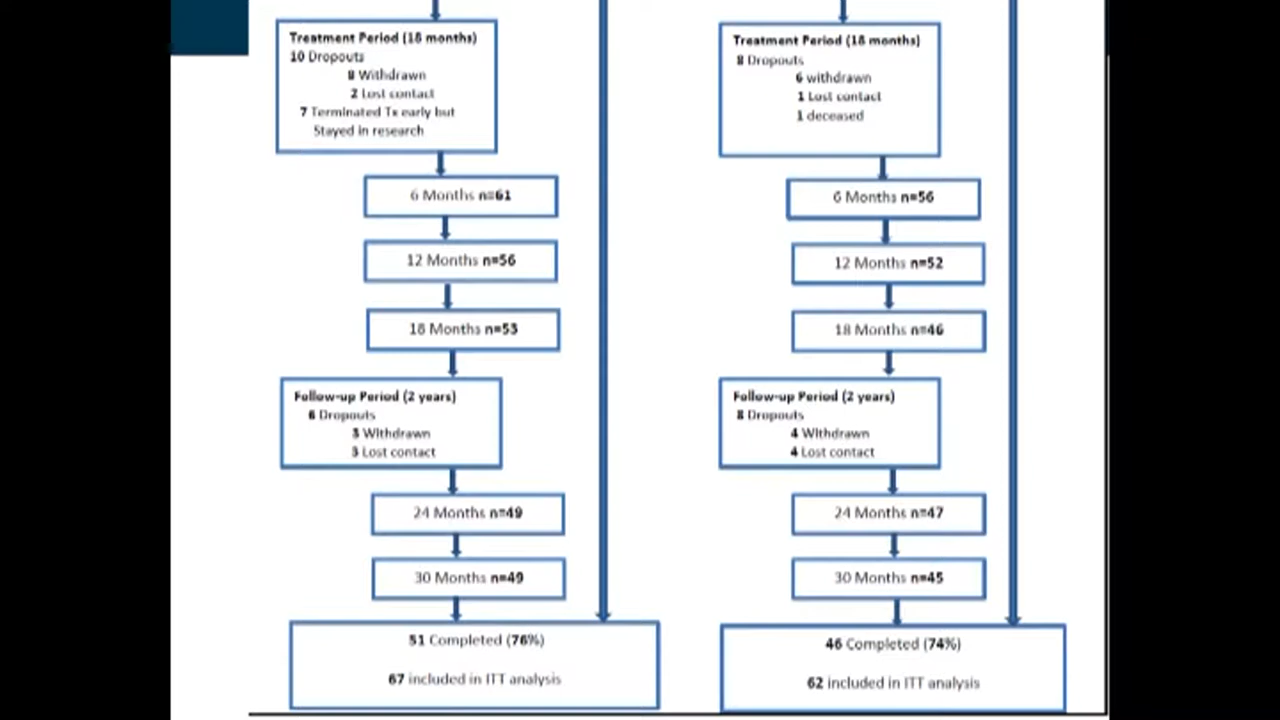 Treatment Period (18 months)
10 Dropouts
8 Withdrawn
2 Lost contact
7 Terminated Tx early but
Stayed in research
6 Months n=61
12 Months n=56
18 Months n=53
Follow-up Period (2 years)
6 Dropouts
3 Withdrawn
3 Lost contact
24 Months n=49
30 Months n=49
51 Completed (76%)
67 included in ITT analysis
Treatment Period (18 months)
8 Dropouts
6 withdrawn
1 Lost contact
1 deceased
6 Months n=56
12 Months n=52
18 Months n=46
Follow-up Period (2 years)
8 Dropouts
4 Withdrawn
4 Lost contact
24 Months n=47
30 Months n=45
46 Completed (74%)
62 included in ITT analysis